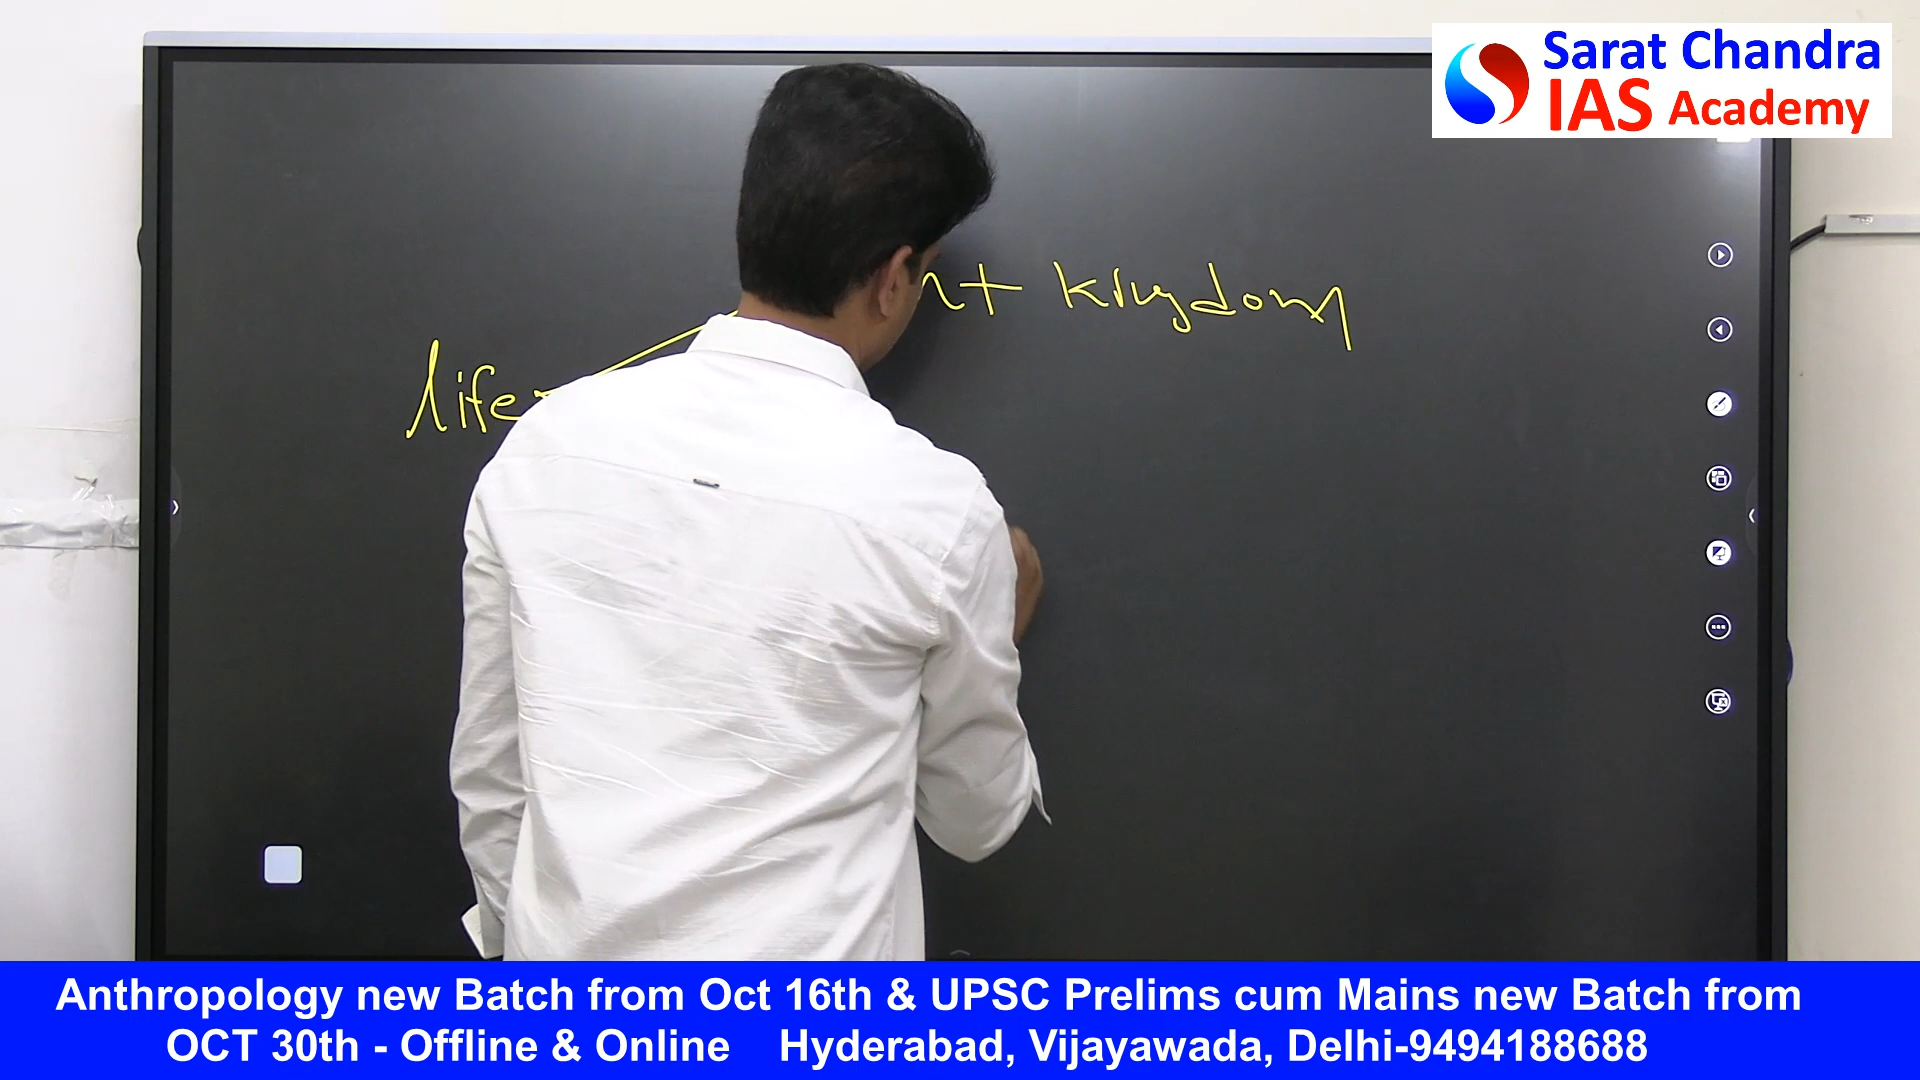 Sarat Chandra
IAS Academy
nt kingdom
life
Anthropology new Batch from Oct 16th & UPSC Prelims cum Mains new Batch from
OCT 30th - Offline & Online Hyderabad, Vijayawada, Delhi-9494188688